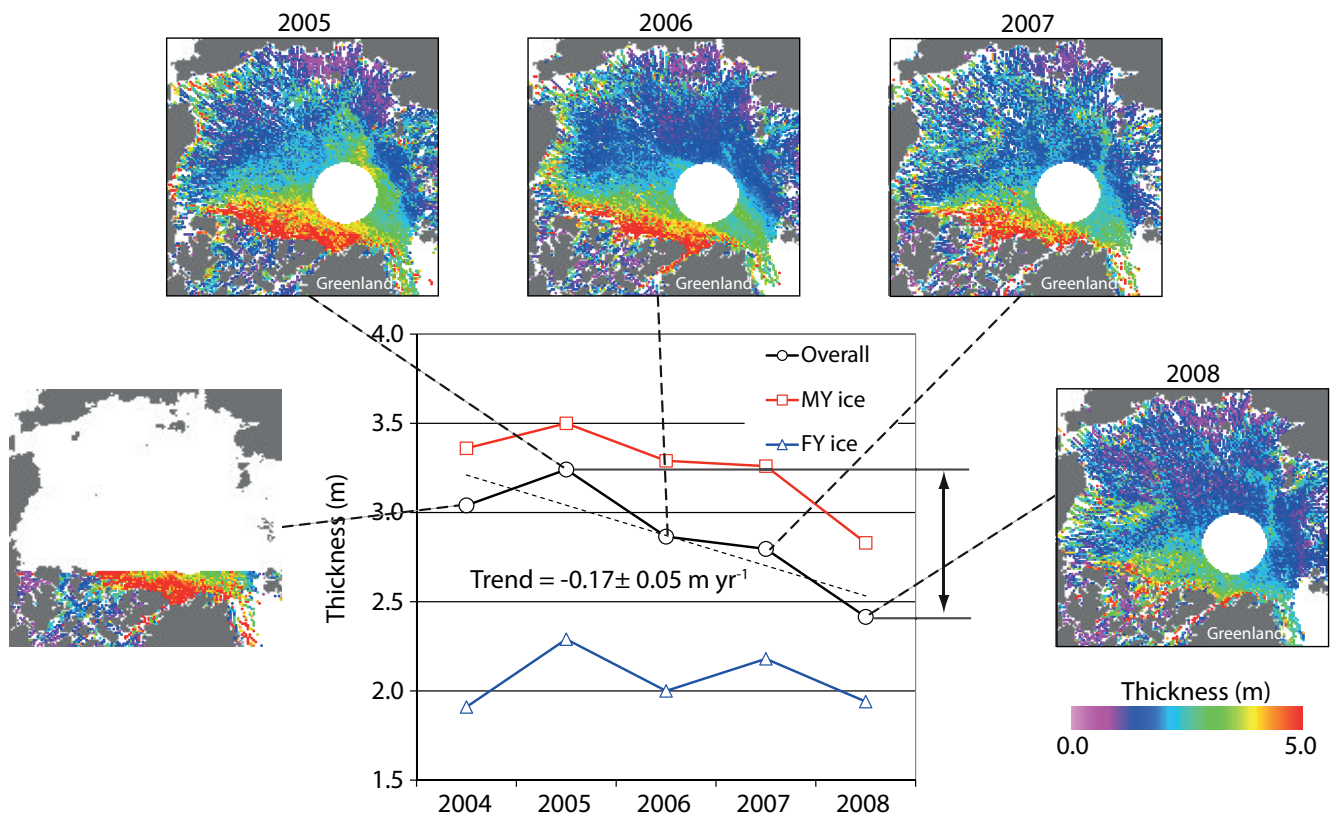 2005
2006
2007
Greenland
Greenland
Greenland
4.0
3.5
3.0
2.5
2.0
1.5
Thickness (m)
Overall
MY ice
FY ice
Trend = -0.17± 0.05 m yr⁻¹
2004 2005 2006 2007 2008
2008
Greenland
Thickness (m)
0.0 5.0